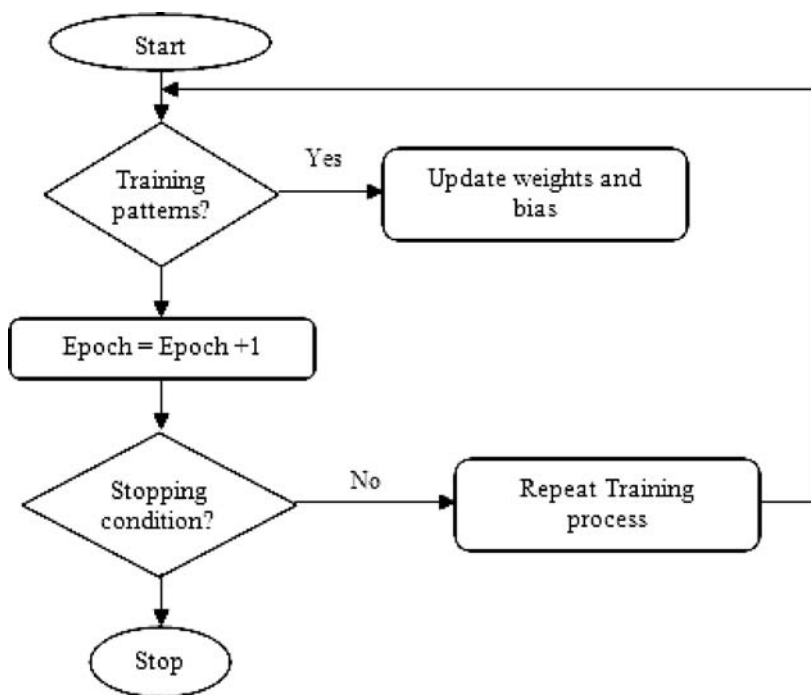 Start
Training
patterns?
Yes
Update weights and
bias
Epoch = Epoch +1
Stopping
condition?
No
Repeat Training
process
Stop